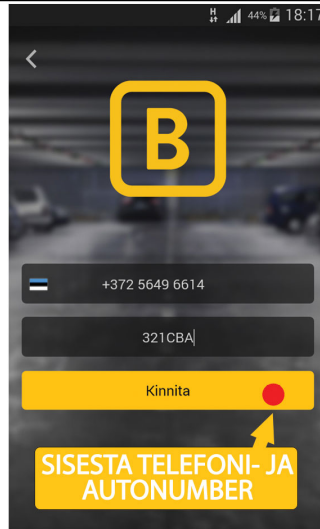 H 44% 18:17
B
+372 5649 6614
321CBA
Kinnita
SISESTA TELEFONI- JA
AUTONUMBER